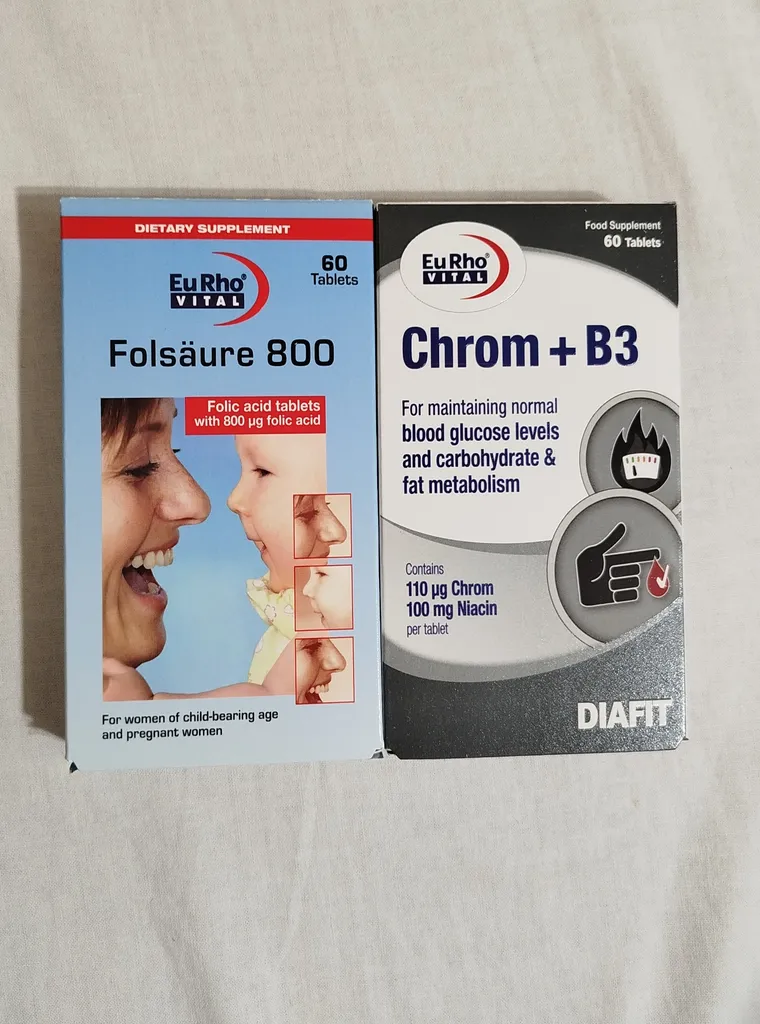 DIETARY SUPPLEMENT
60
Tablets
EuRho®
VITAL
Folsäure 800
Folic acid tablets
with 800 µg folic acid
For women of child-bearing age
and pregnant women
Food Supplement
60 Tablets
EuRho®
VITAL
Chrom + B3
For maintaining normal
blood glucose levels
and carbohydrate &
fat metabolism
Contains
110 µg Chrom
100 mg Niacin
per tablet
DIAFIT